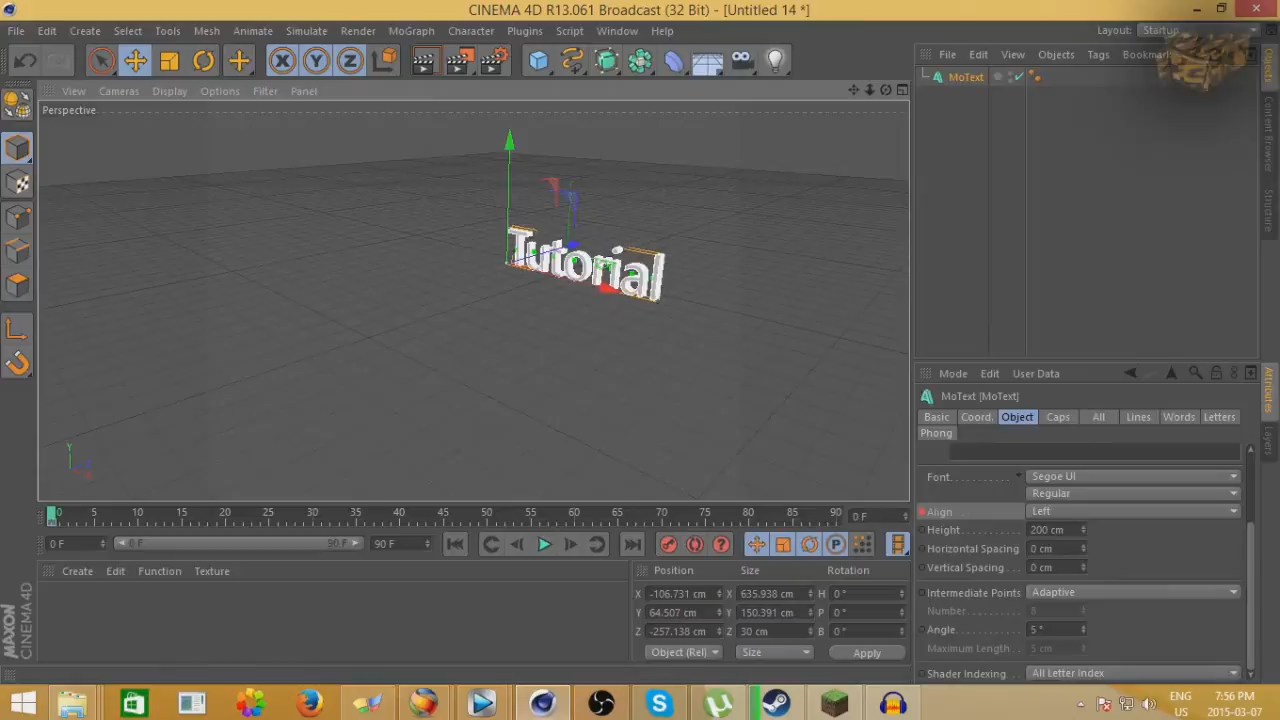 CINEMA 4D R13.061 Broadcast (32 Bit) - [Untitled 14 *]
File Edit Create Select Tools Mesh Animate Simulate Render MoGraph Character Plugins Script Window Help
Layout: Startup
X Y Z
File Edit View Objects Tags Bookmar
MoText
View Cameras Display Options Filter Panel
Perspective
Tutorial
Y
Objects
Content Browser
Structure
Attributes
Layers
Mode Edit User Data
MoText [MoText]
Basic Coord. Object Caps All Lines Words Letters
Phong
Font Segoe UI
Regular
Align Left
Height 200 cm
Horizontal Spacing 0 cm
Vertical Spacing 0 cm
Intermediate Points Adaptive
Number 8
Angle 5 °
Maximum Length 5 cm
Shader Indexing All Letter Index
0 5 10 15 20 25 30 35 40 45 50 55 60 65 70 75 80 85 90 0 F
0 F 0 F 90 F 90 F
Create Edit Function Texture
Position Size Rotation
X -106.731 cm X 635.938 cm H 0 °
Y 64.507 cm Y 150.391 cm P 0 °
Z -257.138 cm Z 30 cm B 0 °
Object (Rel) Size Apply
MAXON
CINEMA 4D
ENG
US
7:56 PM
2015-03-07